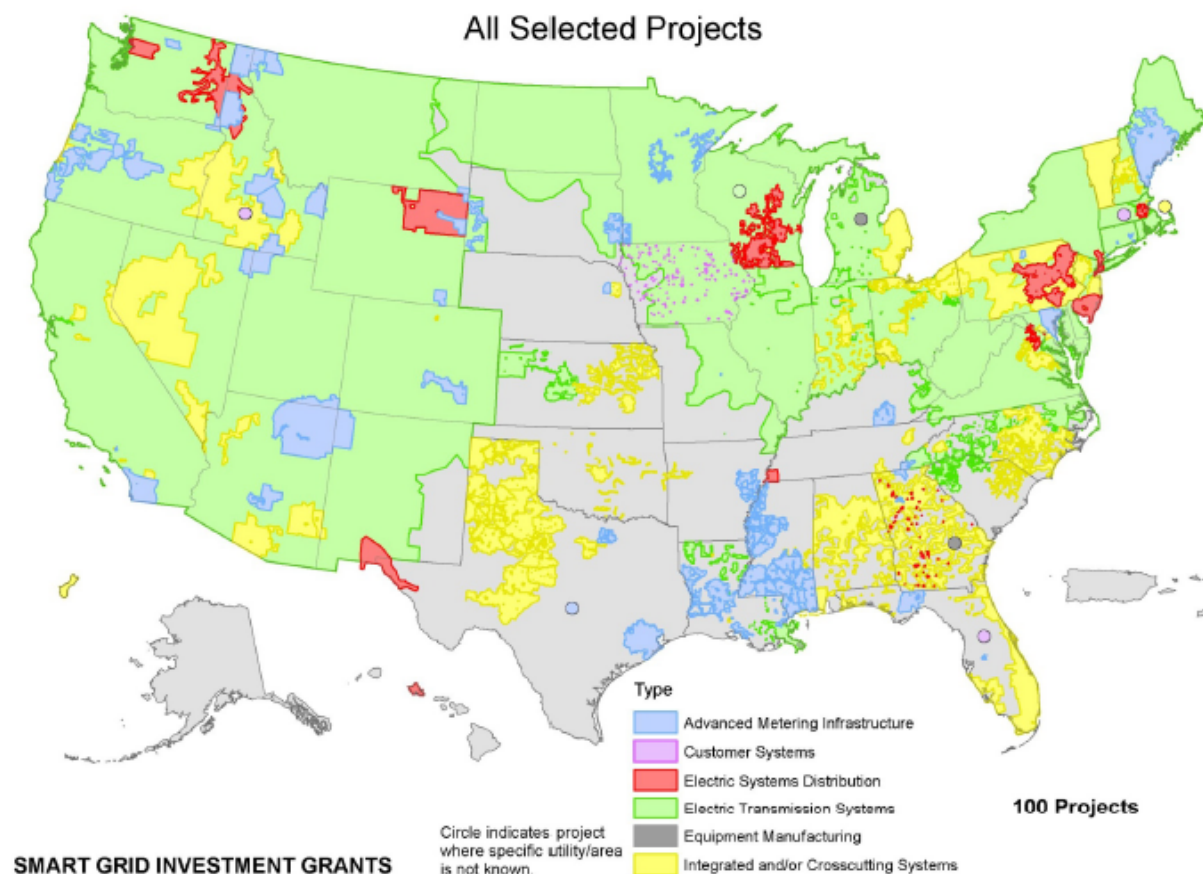 All Selected Projects
Type
Advanced Metering Infrastructure
Customer Systems
Electric Systems Distribution
Electric Transmission Systems
Equipment Manufacturing
Integrated and/or Crosscutting Systems
100 Projects
Circle indicates project
where specific utility/area
is not known.
SMART GRID INVESTMENT GRANTS